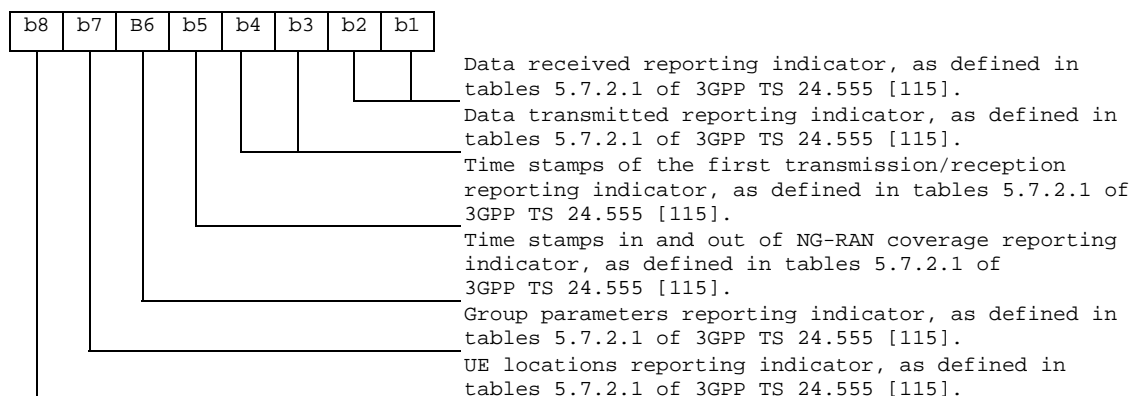 b8 b7 B6 b5 b4 b3 b2 b1
Data received reporting indicator, as defined in
tables 5.7.2.1 of 3GPP TS 24.555 [115].
Data transmitted reporting indicator, as defined in
tables 5.7.2.1 of 3GPP TS 24.555 [115].
Time stamps of the first transmission/reception
reporting indicator, as defined in tables 5.7.2.1 of
3GPP TS 24.555 [115].
Time stamps in and out of NG-RAN coverage reporting
indicator, as defined in tables 5.7.2.1 of
3GPP TS 24.555 [115].
Group parameters reporting indicator, as defined in
tables 5.7.2.1 of 3GPP TS 24.555 [115].
UE locations reporting indicator, as defined in
tables 5.7.2.1 of 3GPP TS 24.555 [115].